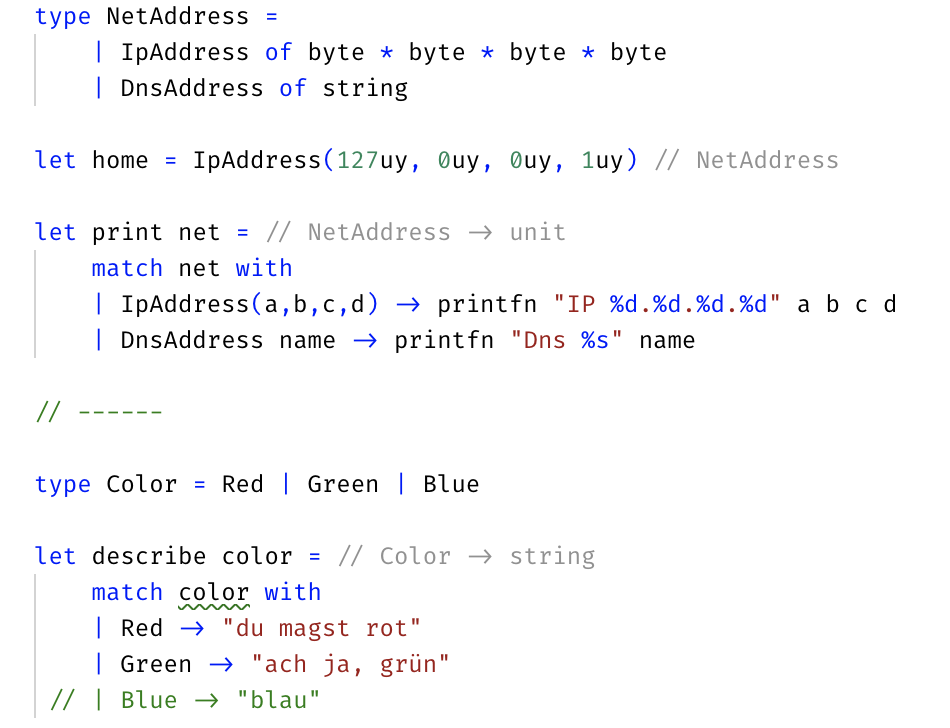 type NetAddress =
    | IpAddress of byte * byte * byte * byte
    | DnsAddress of string

let home = IpAddress(127uy, 0uy, 0uy, 1uy) // NetAddress

let print net = // NetAddress -> unit
    match net with
    | IpAddress(a,b,c,d) -> printfn "IP %d.%d.%d.%d" a b c d
    | DnsAddress name -> printfn "Dns %s" name

// ------

type Color = Red | Green | Blue

let describe color = // Color -> string
    match color with
    | Red -> "du magst rot"
    | Green -> "ach ja, grün"
 // | Blue -> "blau"